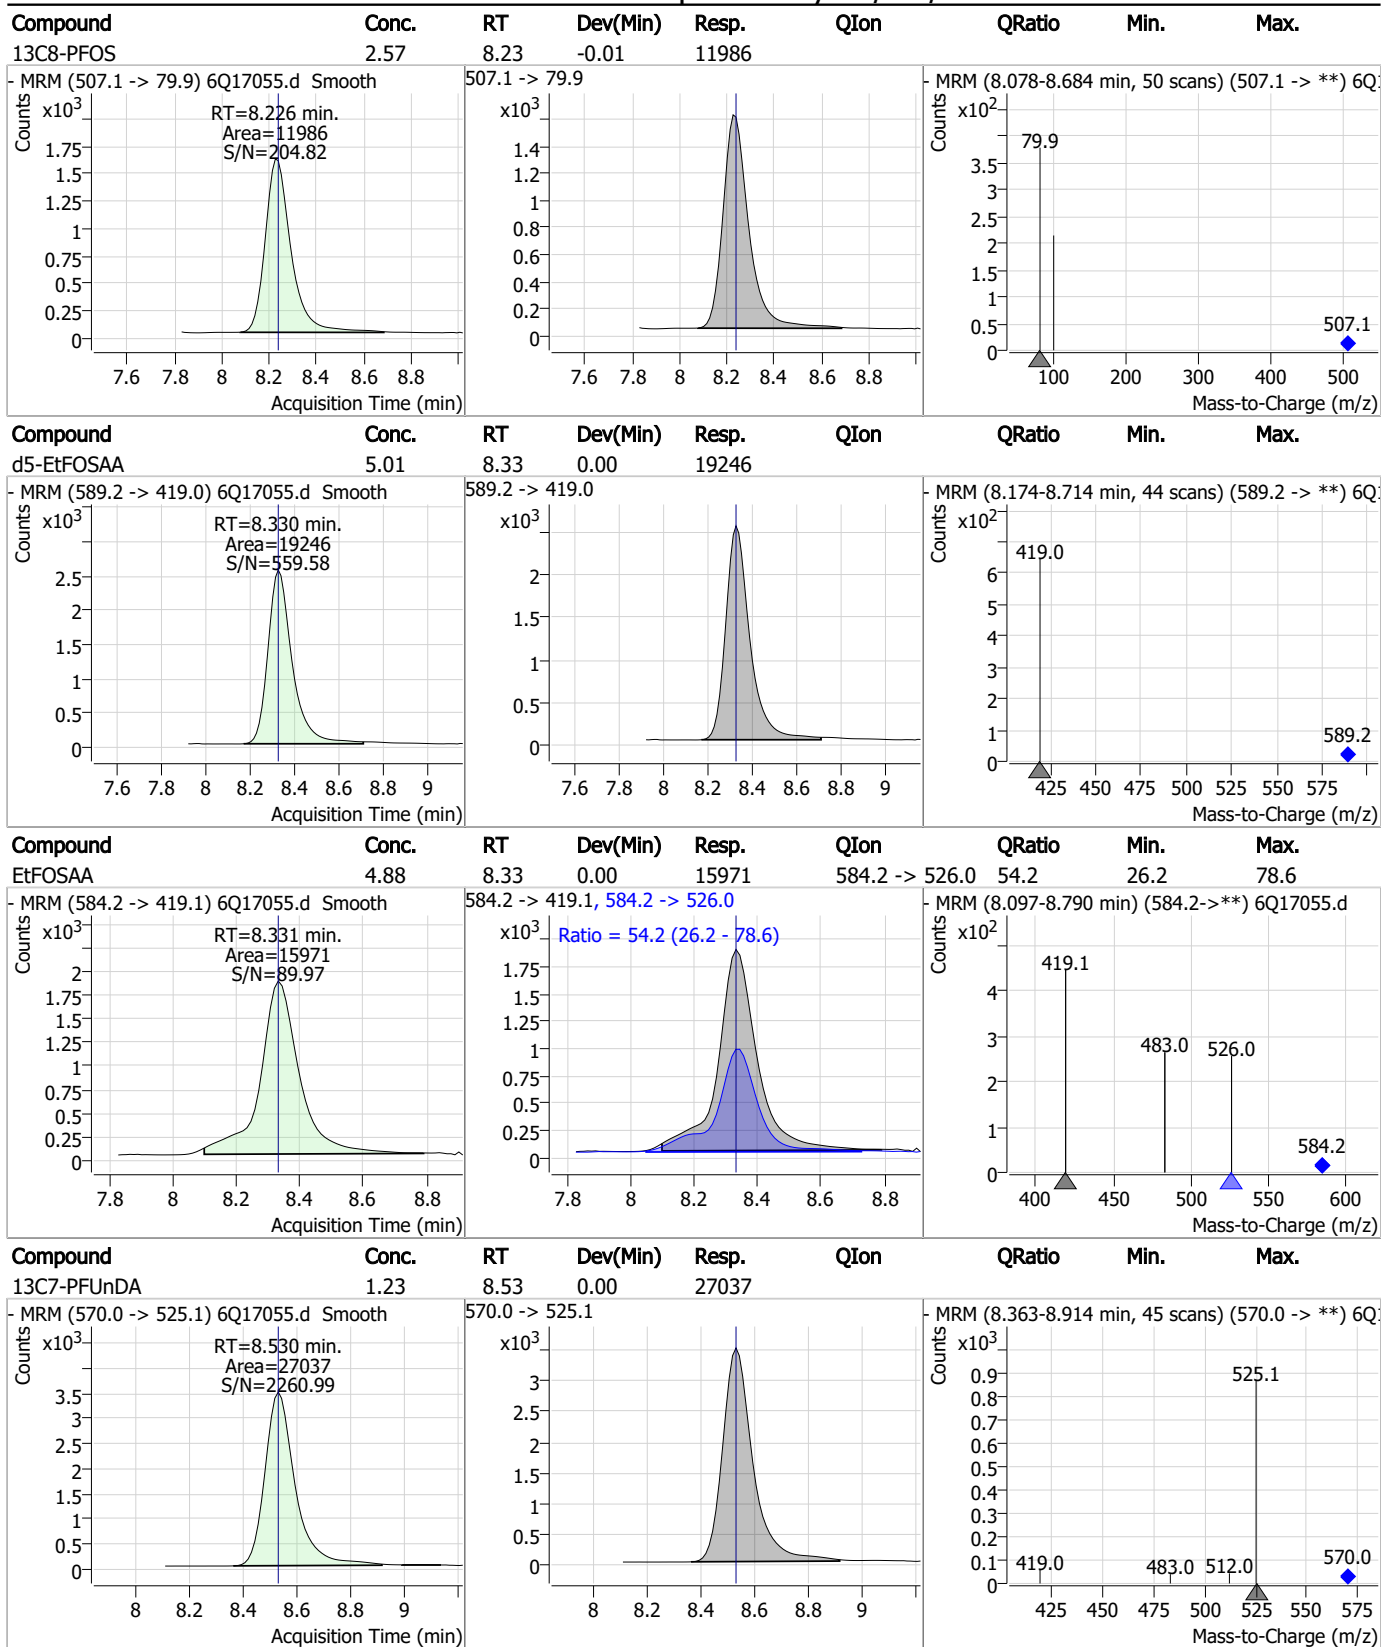 Compound Conc. RT Dev(Min) Resp. QIon QRatio Min. Max.
13C8-PFOS 2.57 8.23 -0.01 11986
- MRM (507.1 -> 79.9) 6Q17055.d Smooth
Counts
x10³
RT=8.226 min.
Area=11986
S/N=204.82
1.75
1.5
1.25
1
0.75
0.5
0.25
0
7.6 7.8 8 8.2 8.4 8.6 8.8
Acquisition Time (min)
507.1 -> 79.9
x10³
1.4
1.2
1
0.8
0.6
0.4
0.2
0
7.6 7.8 8 8.2 8.4 8.6 8.8
- MRM (8.078-8.684 min, 50 scans) (507.1 -> **) 6Q1
Counts
x10²
79.9
3.5
3
2.5
2
1.5
1
0.5
0
507.1
100 200 300 400 500
Mass-to-Charge (m/z)
Compound Conc. RT Dev(Min) Resp. QIon QRatio Min. Max.
d5-EtFOSAA 5.01 8.33 0.00 19246
- MRM (589.2 -> 419.0) 6Q17055.d Smooth
Counts
x10³
RT=8.330 min.
Area=19246
S/N=559.58
2.5
2
1.5
1
0.5
0
7.6 7.8 8 8.2 8.4 8.6 8.8 9
Acquisition Time (min)
589.2 -> 419.0
x10³
2
1.5
1
0.5
0
7.6 7.8 8 8.2 8.4 8.6 8.8 9
- MRM (8.174-8.714 min, 44 scans) (589.2 -> **) 6Q1
Counts
x10²
419.0
6
5
4
3
2
1
0
589.2
425 450 475 500 525 550 575
Mass-to-Charge (m/z)
Compound Conc. RT Dev(Min) Resp. QIon QRatio Min. Max.
EtFOSAA 4.88 8.33 0.00 15971 584.2 -> 526.0 54.2 26.2 78.6
- MRM (584.2 -> 419.1) 6Q17055.d Smooth
Counts
x10³
RT=8.331 min.
Area=15971
S/N=89.97
2
1.75
1.5
1.25
1
0.75
0.5
0.25
0
7.8 8 8.2 8.4 8.6 8.8
Acquisition Time (min)
584.2 -> 419.1, 584.2 -> 526.0
x10³
Ratio = 54.2 (26.2 - 78.6)
1.75
1.5
1.25
1
0.75
0.5
0.25
0
7.8 8 8.2 8.4 8.6 8.8
- MRM (8.097-8.790 min) (584.2->**) 6Q17055.d
Counts
x10²
419.1
483.0
526.0
584.2
4
3
2
1
0
400 450 500 550 600
Mass-to-Charge (m/z)
Compound Conc. RT Dev(Min) Resp. QIon QRatio Min. Max.
13C7-PFUnDA 1.23 8.53 0.00 27037
- MRM (570.0 -> 525.1) 6Q17055.d Smooth
Counts
x10³
RT=8.530 min.
Area=27037
S/N=2260.99
3.5
3
2.5
2
1.5
1
0.5
0
8 8.2 8.4 8.6 8.8 9
Acquisition Time (min)
570.0 -> 525.1
x10³
3
2.5
2
1.5
1
0.5
0
8 8.2 8.4 8.6 8.8 9
- MRM (8.363-8.914 min, 45 scans) (570.0 -> **) 6Q1
Counts
x10³
525.1
0.9
0.8
0.7
0.6
0.5
0.4
0.3
0.2
0.1
0
419.0
483.0
512.0
570.0
425 450 475 500 525 550 575
Mass-to-Charge (m/z)